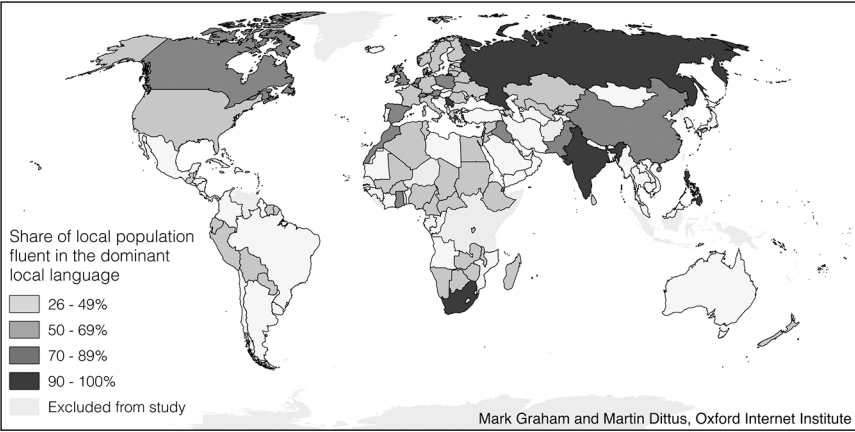 Share of local population
fluent in the dominant
local language
26 - 49%
50 - 69%
70 - 89%
90 - 100%
Excluded from study
Mark Graham and Martin Dittus, Oxford Internet Institute